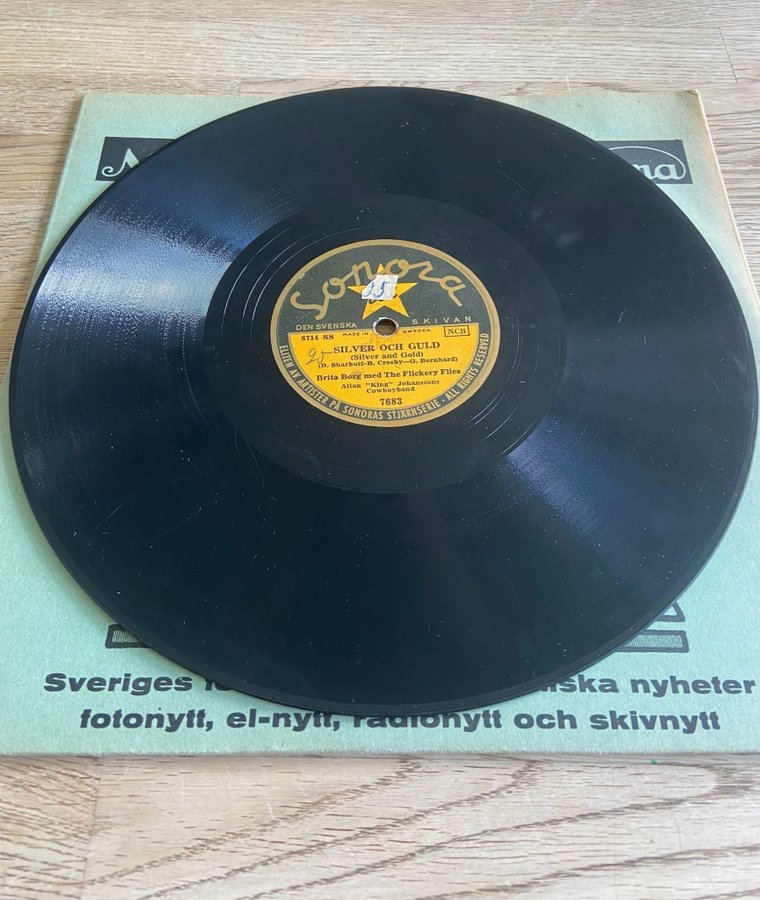 Sonora
DEN SVENSKA SKIVAN
MADE IN SWEDEN
8714 SS NCB
SILVER OCH GULD
(Silver and Gold)
(D. Sharbutt-B. Crosby—G. Bernhard)
Brita Borg med The Flickery Flies
Allan "King" Johanssons
Cowboyband
7683
ELITEN AV ARTISTER PÅ SONORAS STJÄRNSERIE · ALL RIGHTS RESERVED
Sveriges nyheter
fotonytt, el-nytt, radionytt och skivnytt